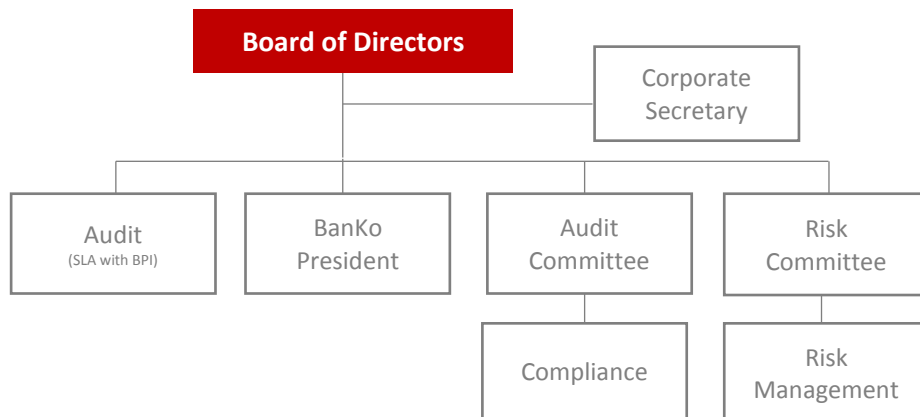 Board of Directors
Corporate
Secretary
Audit
(SLA with BPI)
BanKo
President
Audit
Committee
Risk
Committee
Compliance
Risk
Management